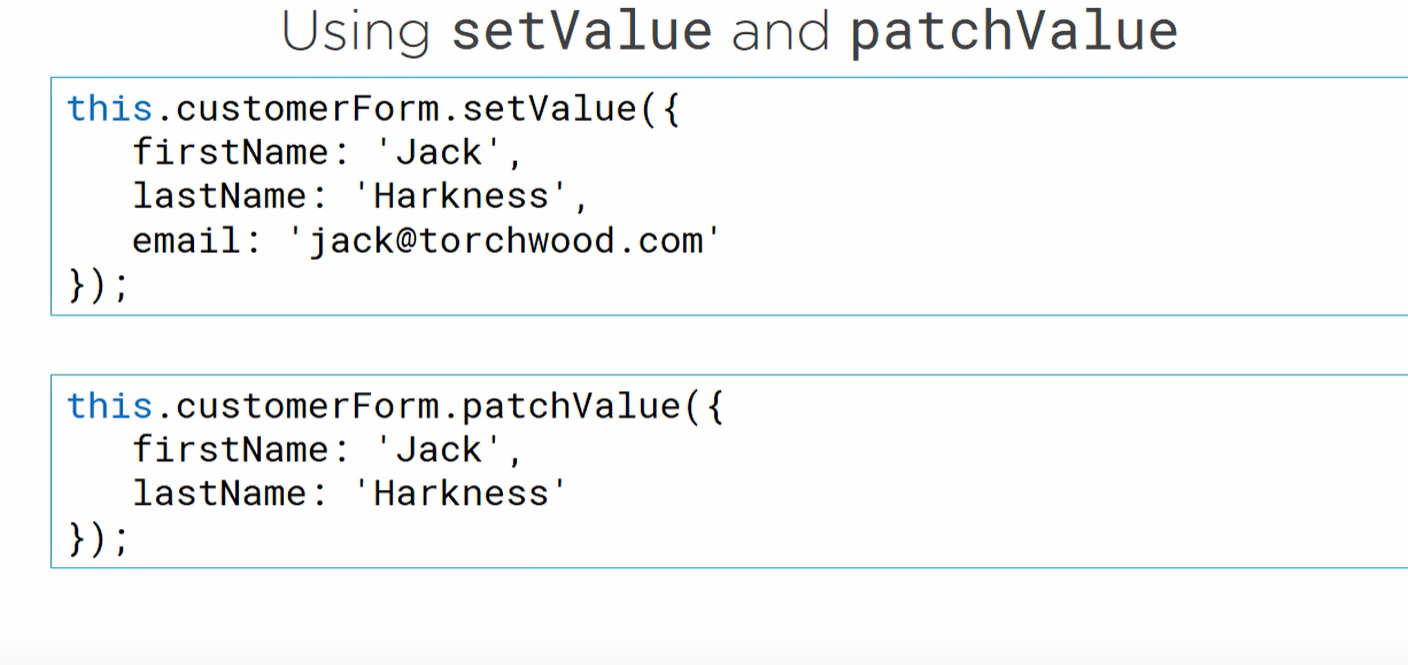 Using setValue and patchValue
this.customerForm.setValue({
   firstName: 'Jack',
   lastName: 'Harkness',
   email: 'jack@torchwood.com'
});
this.customerForm.patchValue({
   firstName: 'Jack',
   lastName: 'Harkness'
});